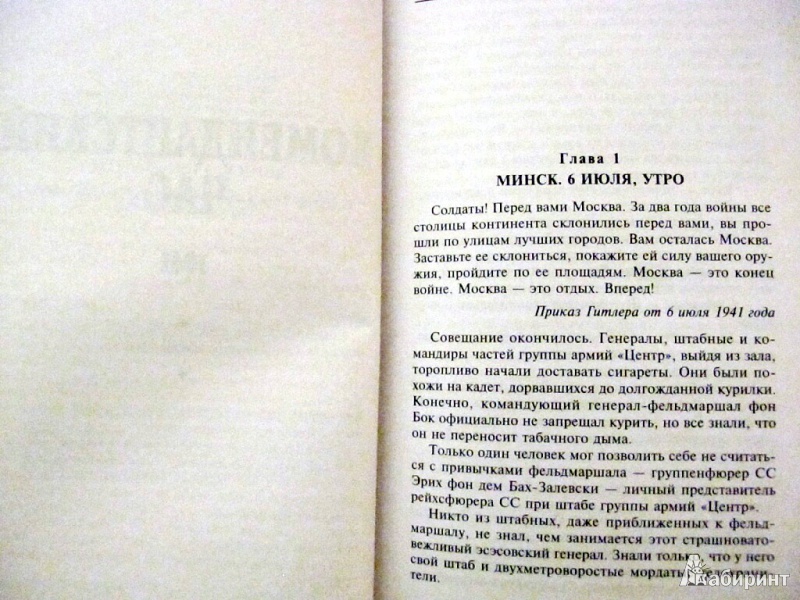 КОМЕНДАНТСКИЙ
ЧАС
Глава 1
МИНСК. 6 ИЮЛЯ, УТРО
Солдаты! Перед вами Москва. За два года войны все
столицы континента склонились перед вами, вы про-
шли по улицам лучших городов. Вам осталась Москва.
Заставьте ее склониться, покажите ей силу вашего ору-
жия, пройдите по ее площадям. Москва — это конец
войне. Москва — это отдых. Вперед!
Приказ Гитлера от 6 июля 1941 года
Совещание окончилось. Генералы, штабные и ко-
мандиры частей группы армий «Центр», выйдя из зала,
торопливо начали доставать сигареты. Они были по-
хожи на кадет, дорвавшихся до долгожданной курилки.
Конечно, командующий генерал-фельдмаршал фон
Бок официально не запрещал курить, но все знали, что
он не переносит табачного дыма.
Только один человек мог позволить себе не считать-
ся с привычками фельдмаршала — группенфюрер СС
Эрих фон дем Бах-Залевски — личный представитель
рейхсфюрера СС при штабе группы армий «Центр».
Никто из штабных, даже приближенных к фельд-
маршалу, не знал, чем занимается этот страшновато-
вежливый эсэсовский генерал. Знали только, что у него
свой штаб и двухметроворостые мордатые
тели.
Лабиринт